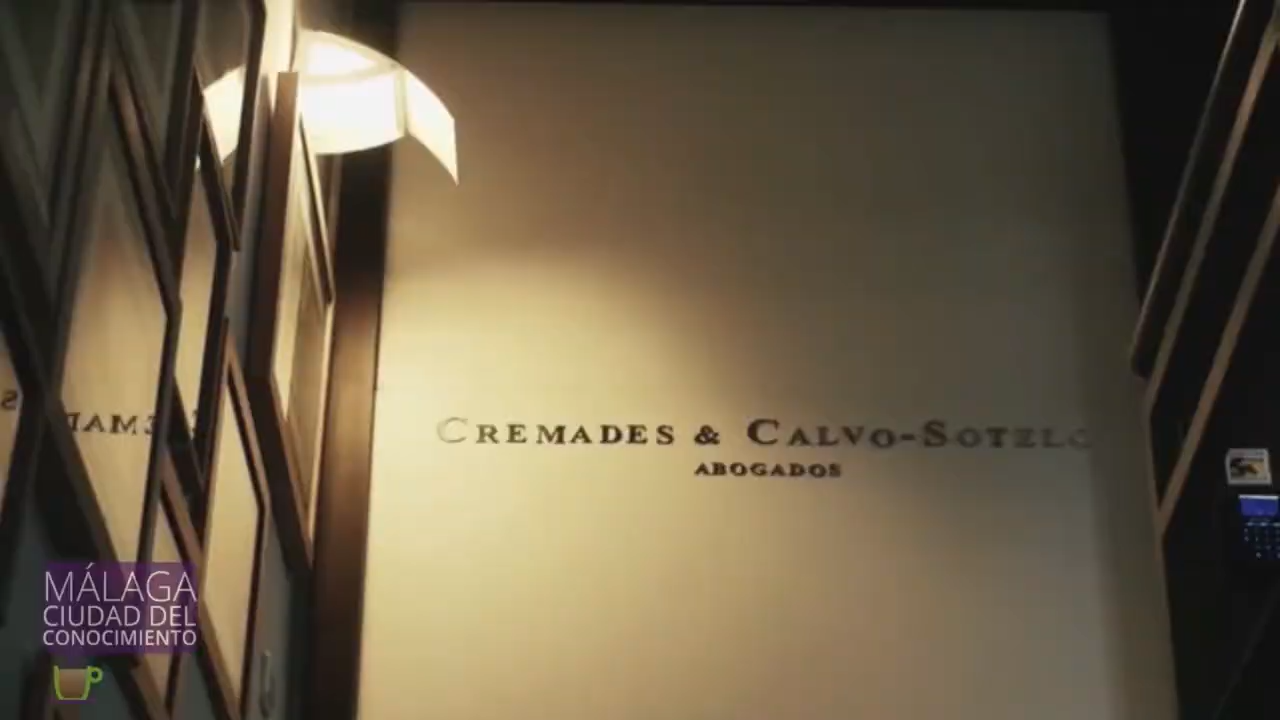 CREMADES & CALVO-SOTELO
ABOGADOS
MÁLAGA
CIUDAD DEL
CONOCIMIENTO